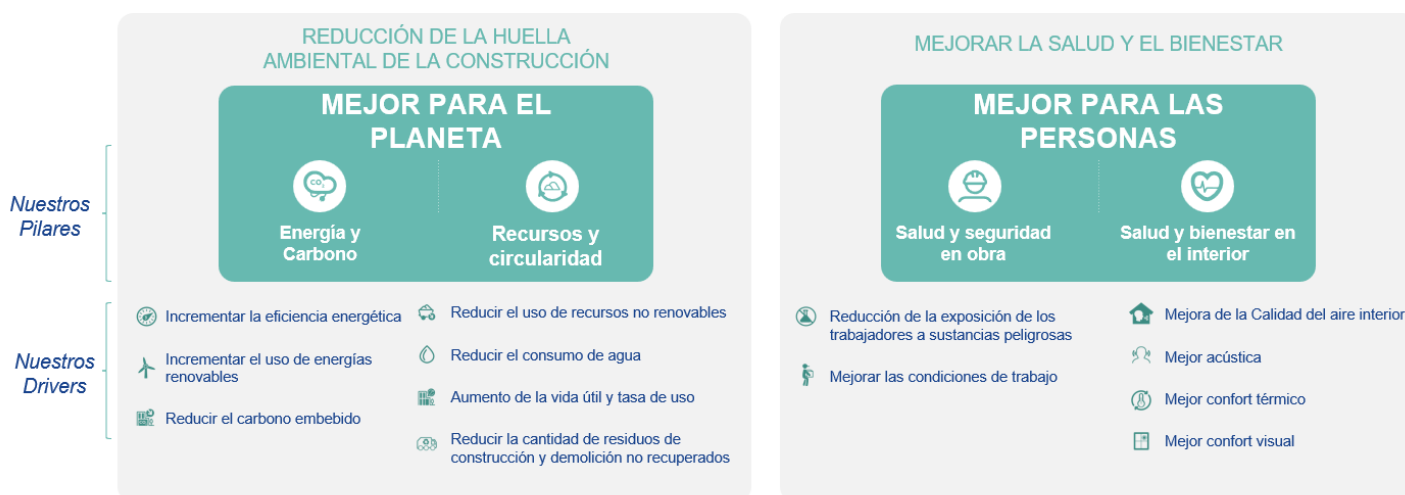 REDUCCIÓN DE LA HUELLA
AMBIENTAL DE LA CONSTRUCCIÓN
MEJOR PARA EL
PLANETA
CO₂
Energía y
Carbono
Recursos y
circularidad
MEJORAR LA SALUD Y EL BIENESTAR
MEJOR PARA LAS
PERSONAS
Salud y seguridad
en obra
Salud y bienestar en
el interior
Nuestros
Pilares
Nuestros
Drivers
Incrementar la eficiencia energética
Incrementar el uso de energías
renovables
Reducir el carbono embebido
Reducir el uso de recursos no renovables
Reducir el consumo de agua
Aumento de la vida útil y tasa de uso
Reducir la cantidad de residuos de
construcción y demolición no recuperados
Reducción de la exposición de los
trabajadores a sustancias peligrosas
Mejorar las condiciones de trabajo
Mejora de la Calidad del aire interior
Mejor acústica
Mejor confort térmico
Mejor confort visual